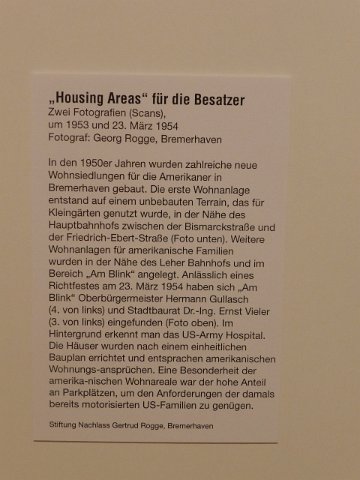 „Housing Areas“ für die Besatzer
Zwei Fotografien (Scans),
um 1953 und 23. März 1954
Fotograf: Georg Rogge, Bremerhaven
In den 1950er Jahren wurden zahlreiche neue
Wohnsiedlungen für die Amerikaner in
Bremerhaven gebaut. Die erste Wohnanlage
entstand auf einem unbebauten Terrain, das für
Kleingärten genutzt wurde, in der Nähe des
Hauptbahnhofs zwischen der Bismarckstraße und
der Friedrich-Ebert-Straße (Foto unten). Weitere
Wohnanlagen für amerikanische Familien
wurden in der Nähe des Leher Bahnhofs und im
Bereich „Am Blink“ angelegt. Anlässlich eines
Richtfestes am 23. März 1954 haben sich „Am
Blink“ Oberbürgermeister Hermann Gullasch
(4. von links) und Stadtbaurat Dr.-Ing. Ernst Vieler
(3. von links) eingefunden (Foto oben). Im
Hintergrund erkennt man das US-Army Hospital.
Die Häuser wurden nach einem einheitlichen
Bauplan errichtet und entsprachen amerikanischen
Wohnungs-ansprüchen. Eine Besonderheit der
amerika-nischen Wohnareale war der hohe Anteil
an Parkplätzen, um den Anforderungen der damals
bereits motorisierten US-Familien zu genügen.
Stiftung Nachlass Gertrud Rogge, Bremerhaven